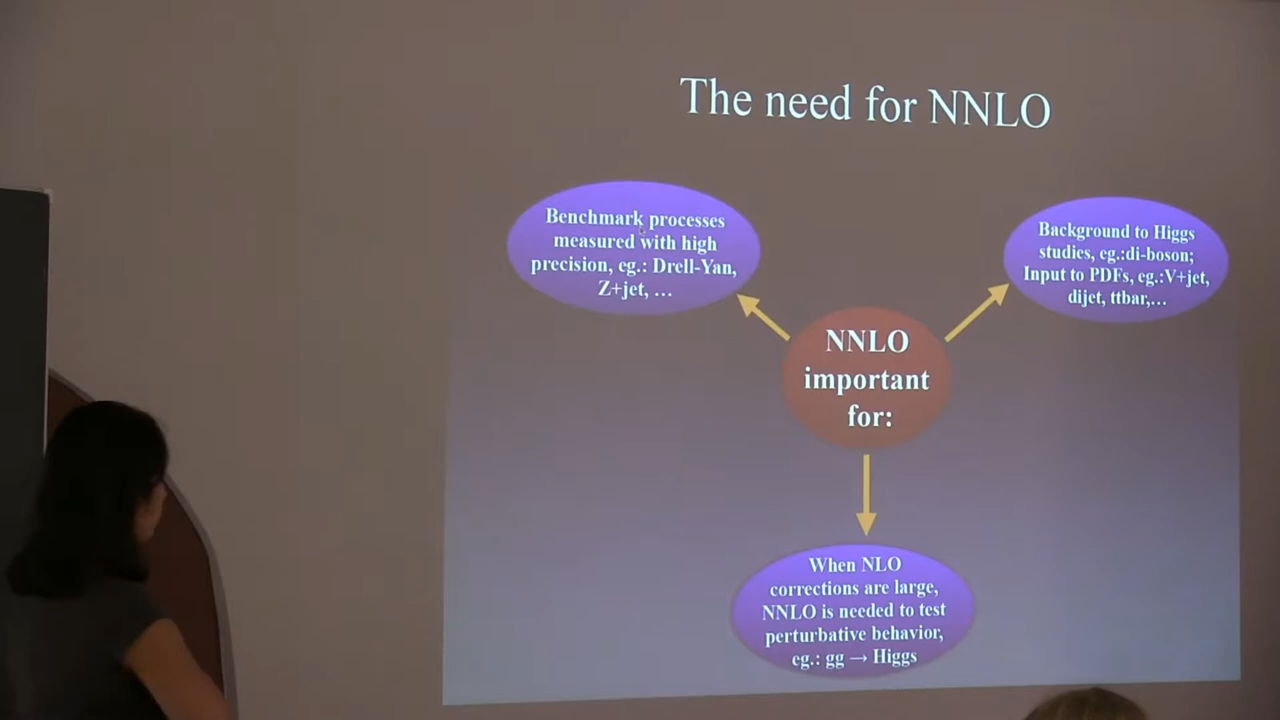 The need for NNLO
Benchmark processes
measured with high
precision, eg.: Drell-Yan,
Z+jet, …
Background to Higgs
studies, eg.:di-boson;
Input to PDFs, eg.:V+jet,
dijet, ttbar,…
NNLO
important
for:
When NLO
corrections are large,
NNLO is needed to test
perturbative behavior,
eg.: gg → Higgs